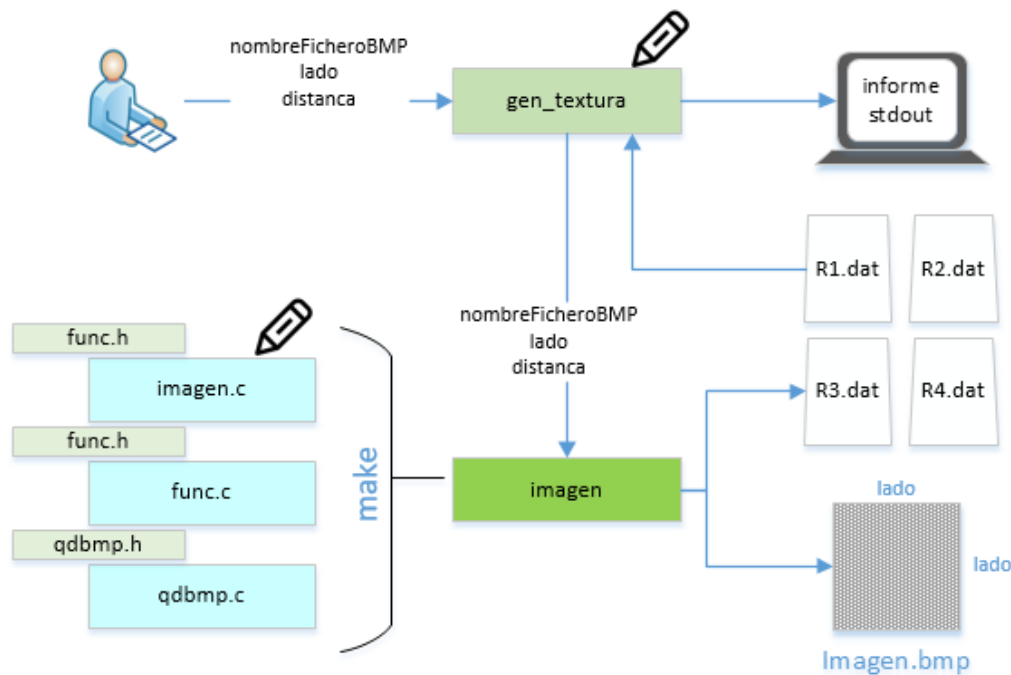 nombreFicheroBMP
lado
distanca
gen_textura
informe
stdout
R1.dat
R2.dat
nombreFicheroBMP
lado
distanca
R3.dat
R4.dat
func.h
imagen.c
func.h
func.c
qdbmp.h
qdbmp.c
make
imagen
lado
lado
Imagen.bmp